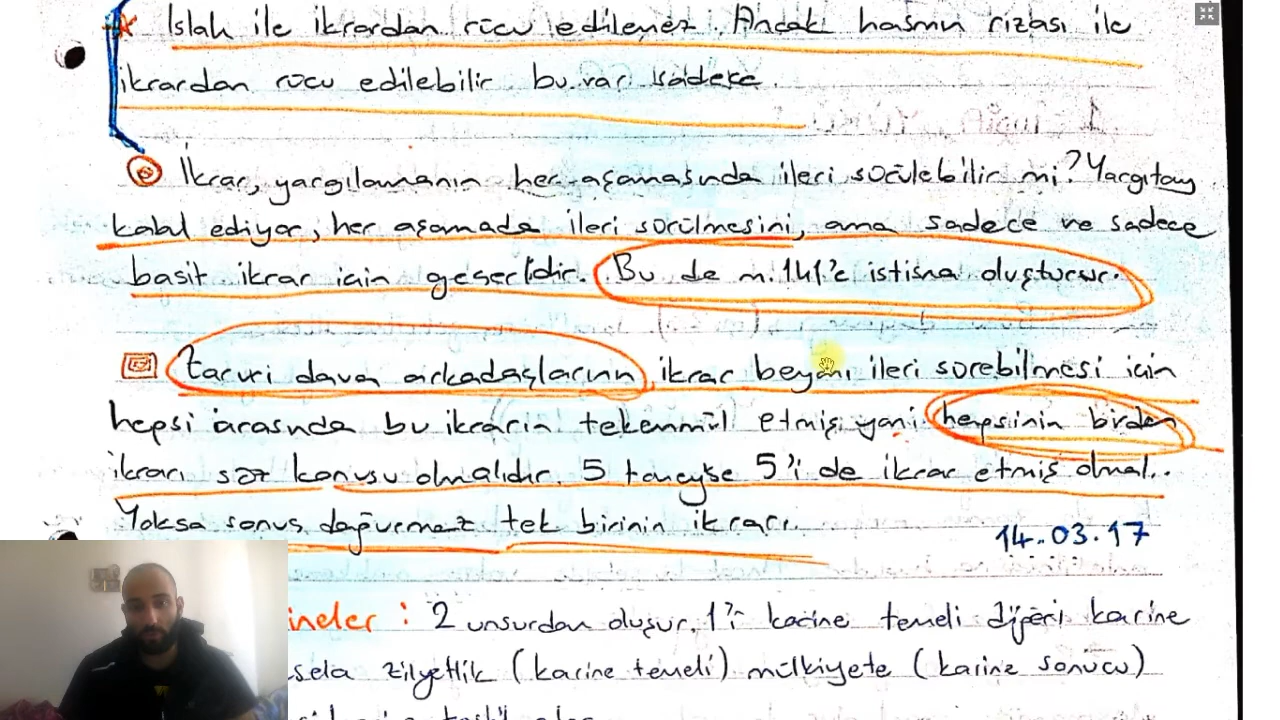 Islah ile ikrardan rücu edilemez. Ancak hasmın rızası ile
ikrardan rücu edilebilir bu var sadece.
İkrar, yargılamanın her aşamasında ileri sürülebilir mi? Yargıtay
kabul ediyor, her aşamada ileri sürülmesini, ama sadece ve sadece
basit ikrar için geçerlidir. Bu da m.141'e istisna oluşturur.
Zaruri dava arkadaşlarının ikrar beyanı ileri sürebilmesi için
hepsi arasında bu ikrarın tekemmül etmiş yani hepsinin birden
ikrarı söz konusu olmalıdır. 5 taneyse 5'i de ikrar etmiş olmal..
Yoksa sonuç doğurmaz tek birinin ikrarı.
14.03.17
ineler : 2 unsurdan oluşur. 1'i karine temeli diğeri karine
sela zilyetlik (karine temeli) mülkiyete (karine sonucu)